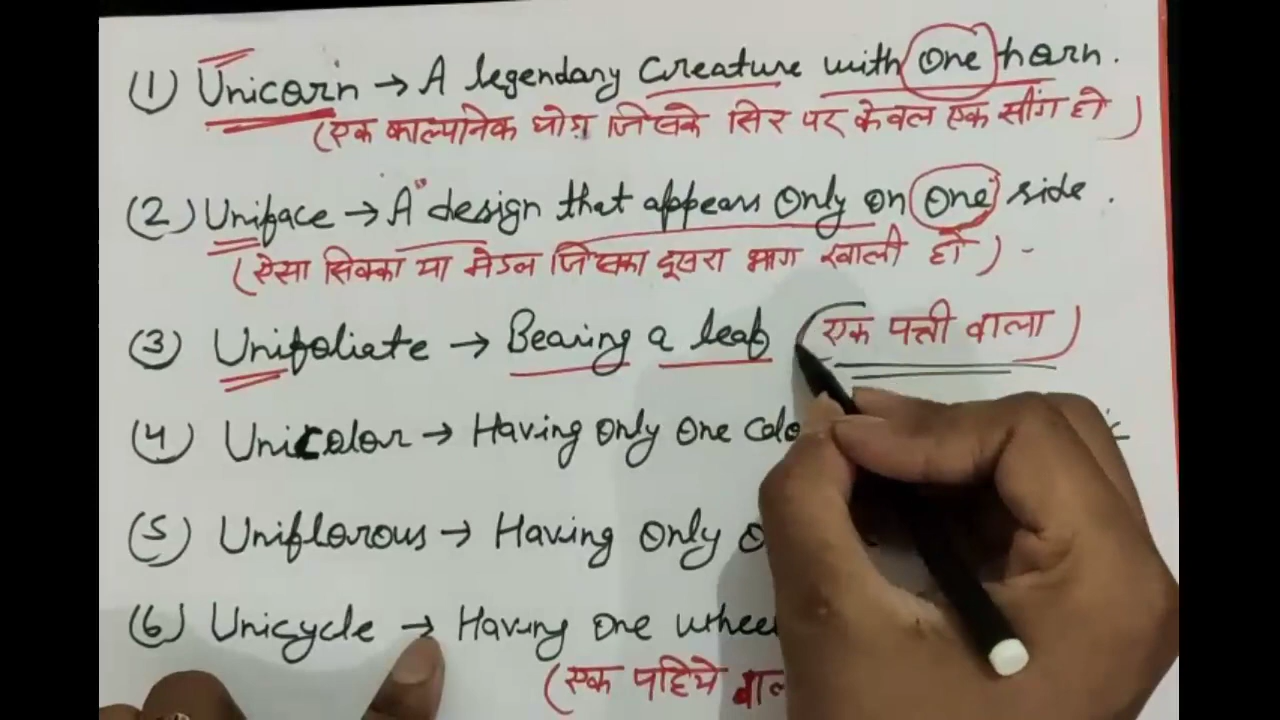 (1) Unicorn → A legendary creature with one horn.
(एक काल्पनिक घोड़ा जिसके सिर पर केवल एक सींग हो)
(2) Uniface → A design that appears only on one side.
(ऐसा सिक्का या मेडल जिसका दूसरा भाग खाली हो)
(3) Unifoliate → Bearing a leaf (एक पत्ती वाला)
(4) Unicolor → Having only one
(5) Uniflorous → Having only
(6) Unicycle → Having one
(एक पहिये